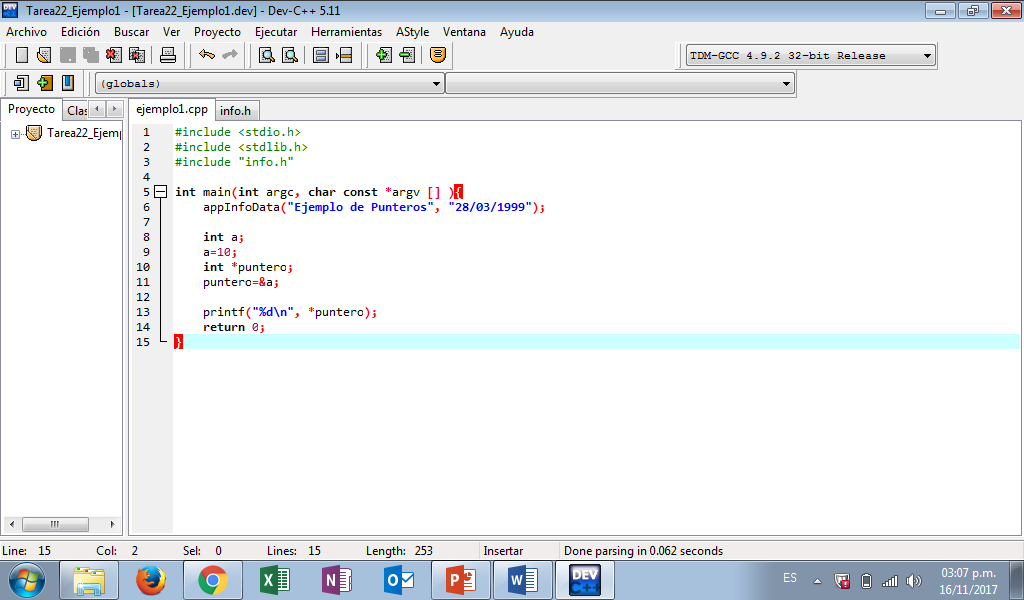 Tarea22_Ejemplo1 - [Tarea22_Ejemplo1.dev] - Dev-C++ 5.11
Archivo Edición Buscar Ver Proyecto Ejecutar Herramientas AStyle Ventana Ayuda
TDM-GCC 4.9.2 32-bit Release
(globals)
Proyecto Clas ejemplo1.cpp info.h
Tarea22_Ejemp
1 #include <stdio.h>
2 #include <stdlib.h>
3 #include "info.h"
4
5 int main(int argc, char const *argv [] ){
6 appInfoData("Ejemplo de Punteros", "28/03/1999");
7
8 int a;
9 a=10;
10 int *puntero;
11 puntero=&a;
12
13 printf("%d\n", *puntero);
14 return 0;
15 }
Line: 15 Col: 2 Sel: 0 Lines: 15 Length: 253 Insertar Done parsing in 0.062 seconds
DEV C++
ES
03:07 p.m.
16/11/2017